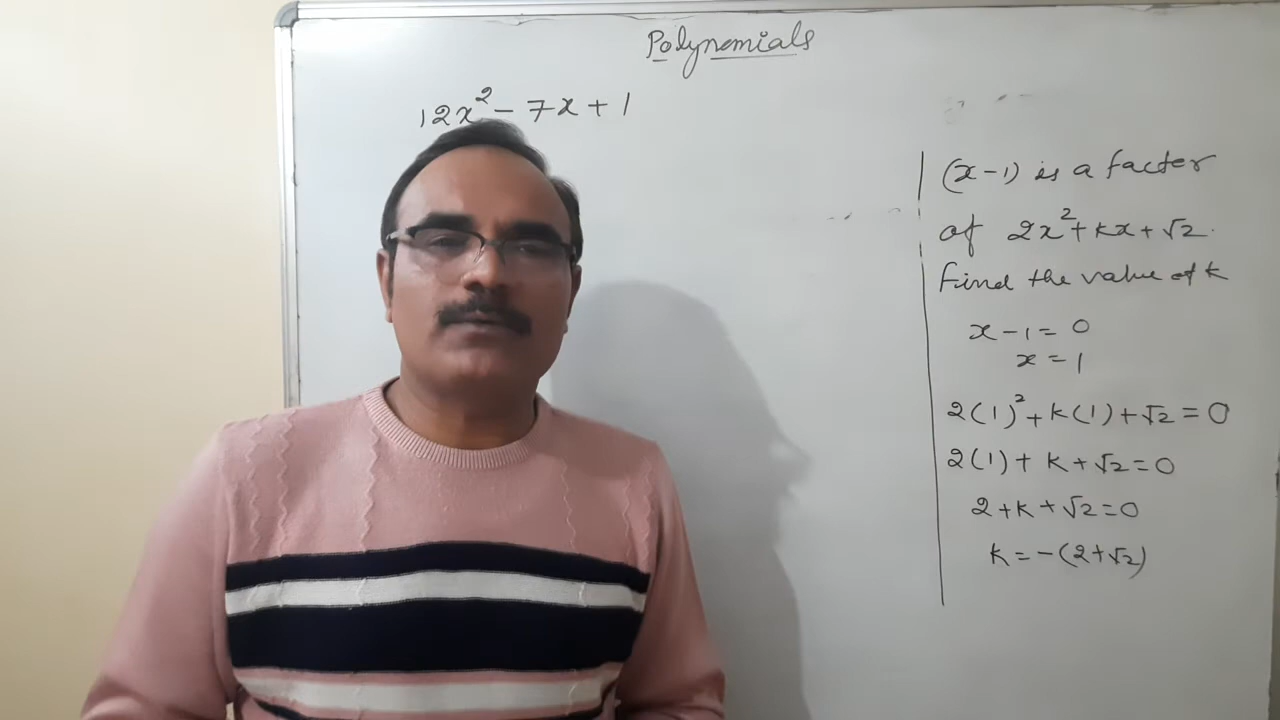 Polynomials
12x² - 7x + 1
(x-1) is a factor
of 2x² + kx + √2.
Find the value of k
x - 1 = 0
x = 1
2(1)² + k(1) + √2 = 0
2(1) + k + √2 = 0
2 + k + √2 = 0
k = -(2+√2)